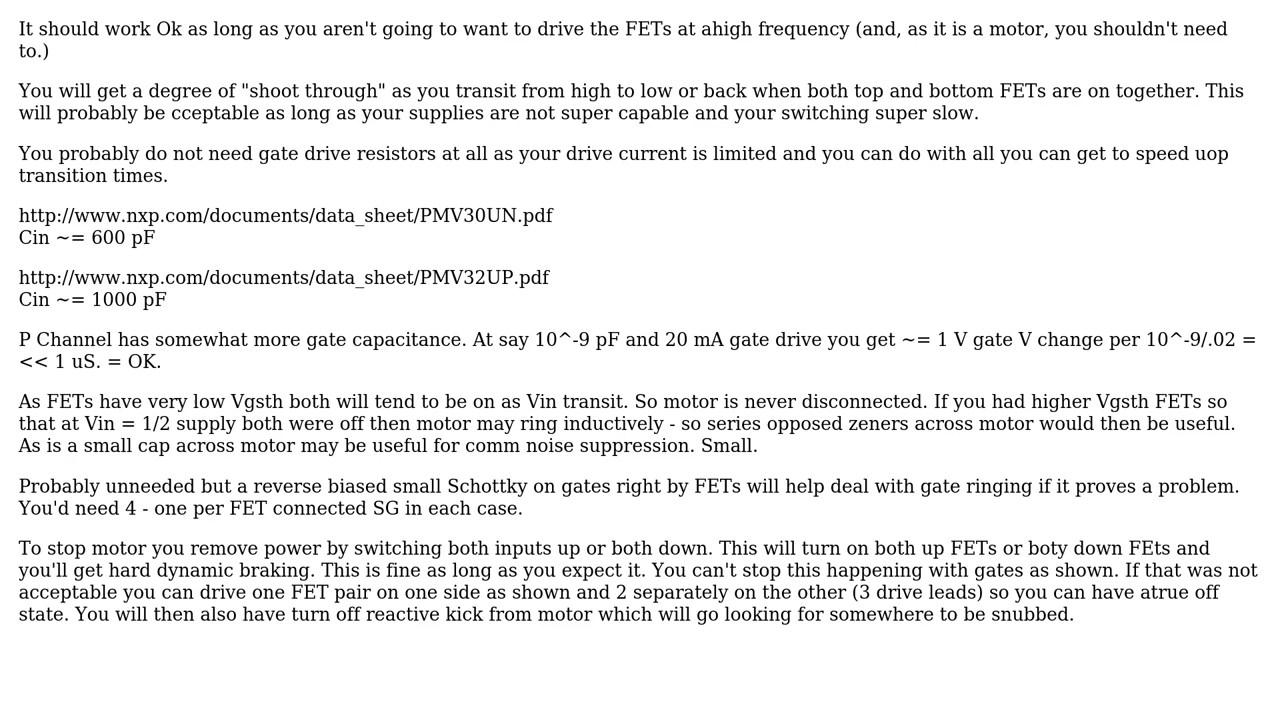 It should work Ok as long as you aren't going to want to drive the FETs at ahigh frequency (and, as it is a motor, you shouldn't need
to.)
You will get a degree of "shoot through" as you transit from high to low or back when both top and bottom FETs are on together. This
will probably be cceptable as long as your supplies are not super capable and your switching super slow.
You probably do not need gate drive resistors at all as your drive current is limited and you can do with all you can get to speed uop
transition times.
http://www.nxp.com/documents/data_sheet/PMV30UN.pdf
Cin ~= 600 pF
http://www.nxp.com/documents/data_sheet/PMV32UP.pdf
Cin ~= 1000 pF
P Channel has somewhat more gate capacitance. At say 10^-9 pF and 20 mA gate drive you get ~= 1 V gate V change per 10^-9/.02 =
<< 1 uS. = OK.
As FETs have very low Vgsth both will tend to be on as Vin transit. So motor is never disconnected. If you had higher Vgsth FETs so
that at Vin = 1/2 supply both were off then motor may ring inductively - so series opposed zeners across motor would then be useful.
As is a small cap across motor may be useful for comm noise suppression. Small.
Probably unneeded but a reverse biased small Schottky on gates right by FETs will help deal with gate ringing if it proves a problem.
You'd need 4 - one per FET connected SG in each case.
To stop motor you remove power by switching both inputs up or both down. This will turn on both up FETs or boty down FEts and
you'll get hard dynamic braking. This is fine as long as you expect it. You can't stop this happening with gates as shown. If that was not
acceptable you can drive one FET pair on one side as shown and 2 separately on the other (3 drive leads) so you can have atrue off
state. You will then also have turn off reactive kick from motor which will go looking for somewhere to be snubbed.